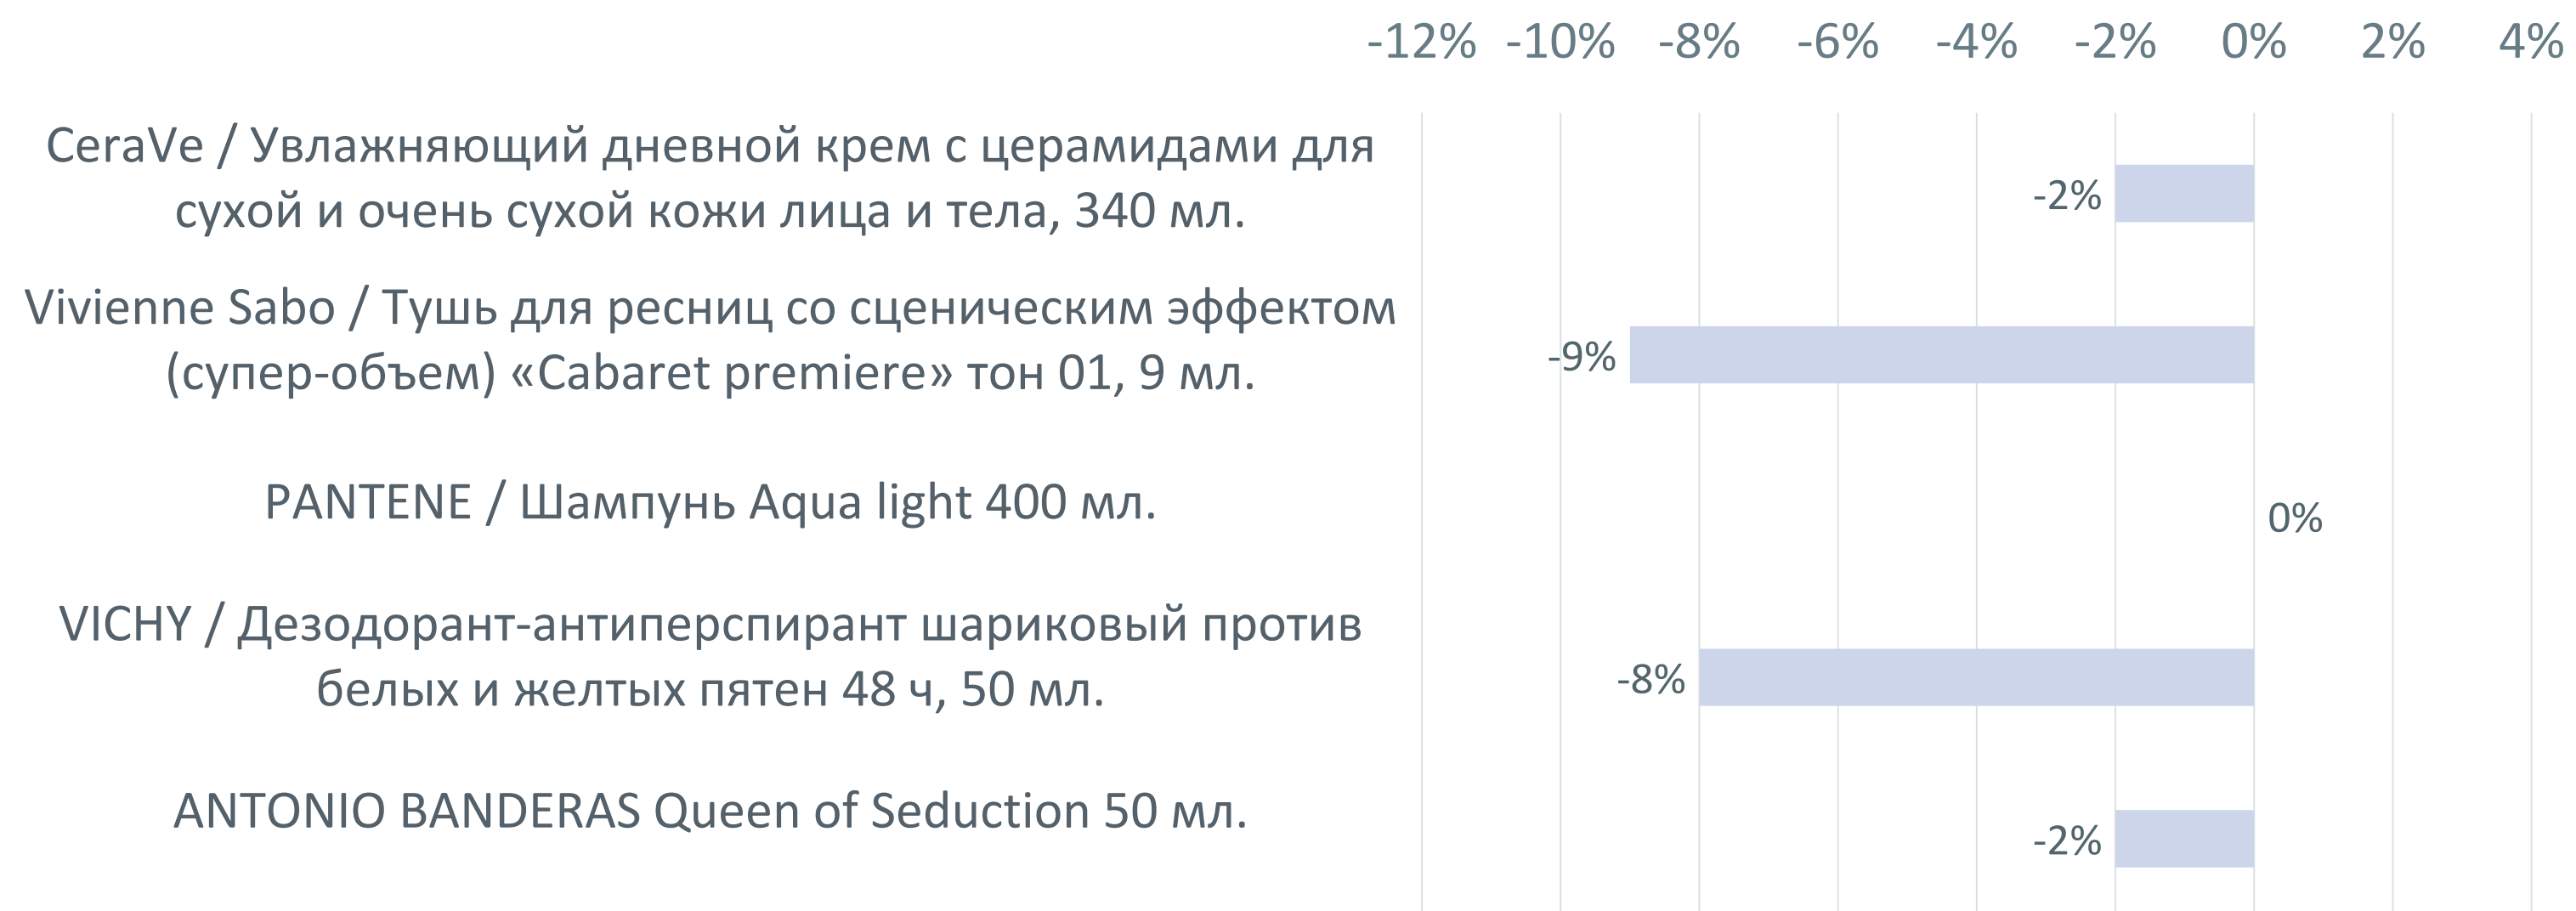 -12% -10% -8% -6% -4% -2% 0% 2% 4%
CeraVe / Увлажняющий дневной крем с церамидами для
сухой и очень сухой кожи лица и тела, 340 мл.
-2%
Vivienne Sabo / Тушь для ресниц со сценическим эффектом
(супер-объем) «Cabaret premiere» тон 01, 9 мл.
-9%
PANTENE / Шампунь Aqua light 400 мл.
0%
VICHY / Дезодорант-антиперспирант шариковый против
белых и желтых пятен 48 ч, 50 мл.
-8%
ANTONIO BANDERAS Queen of Seduction 50 мл.
-2%